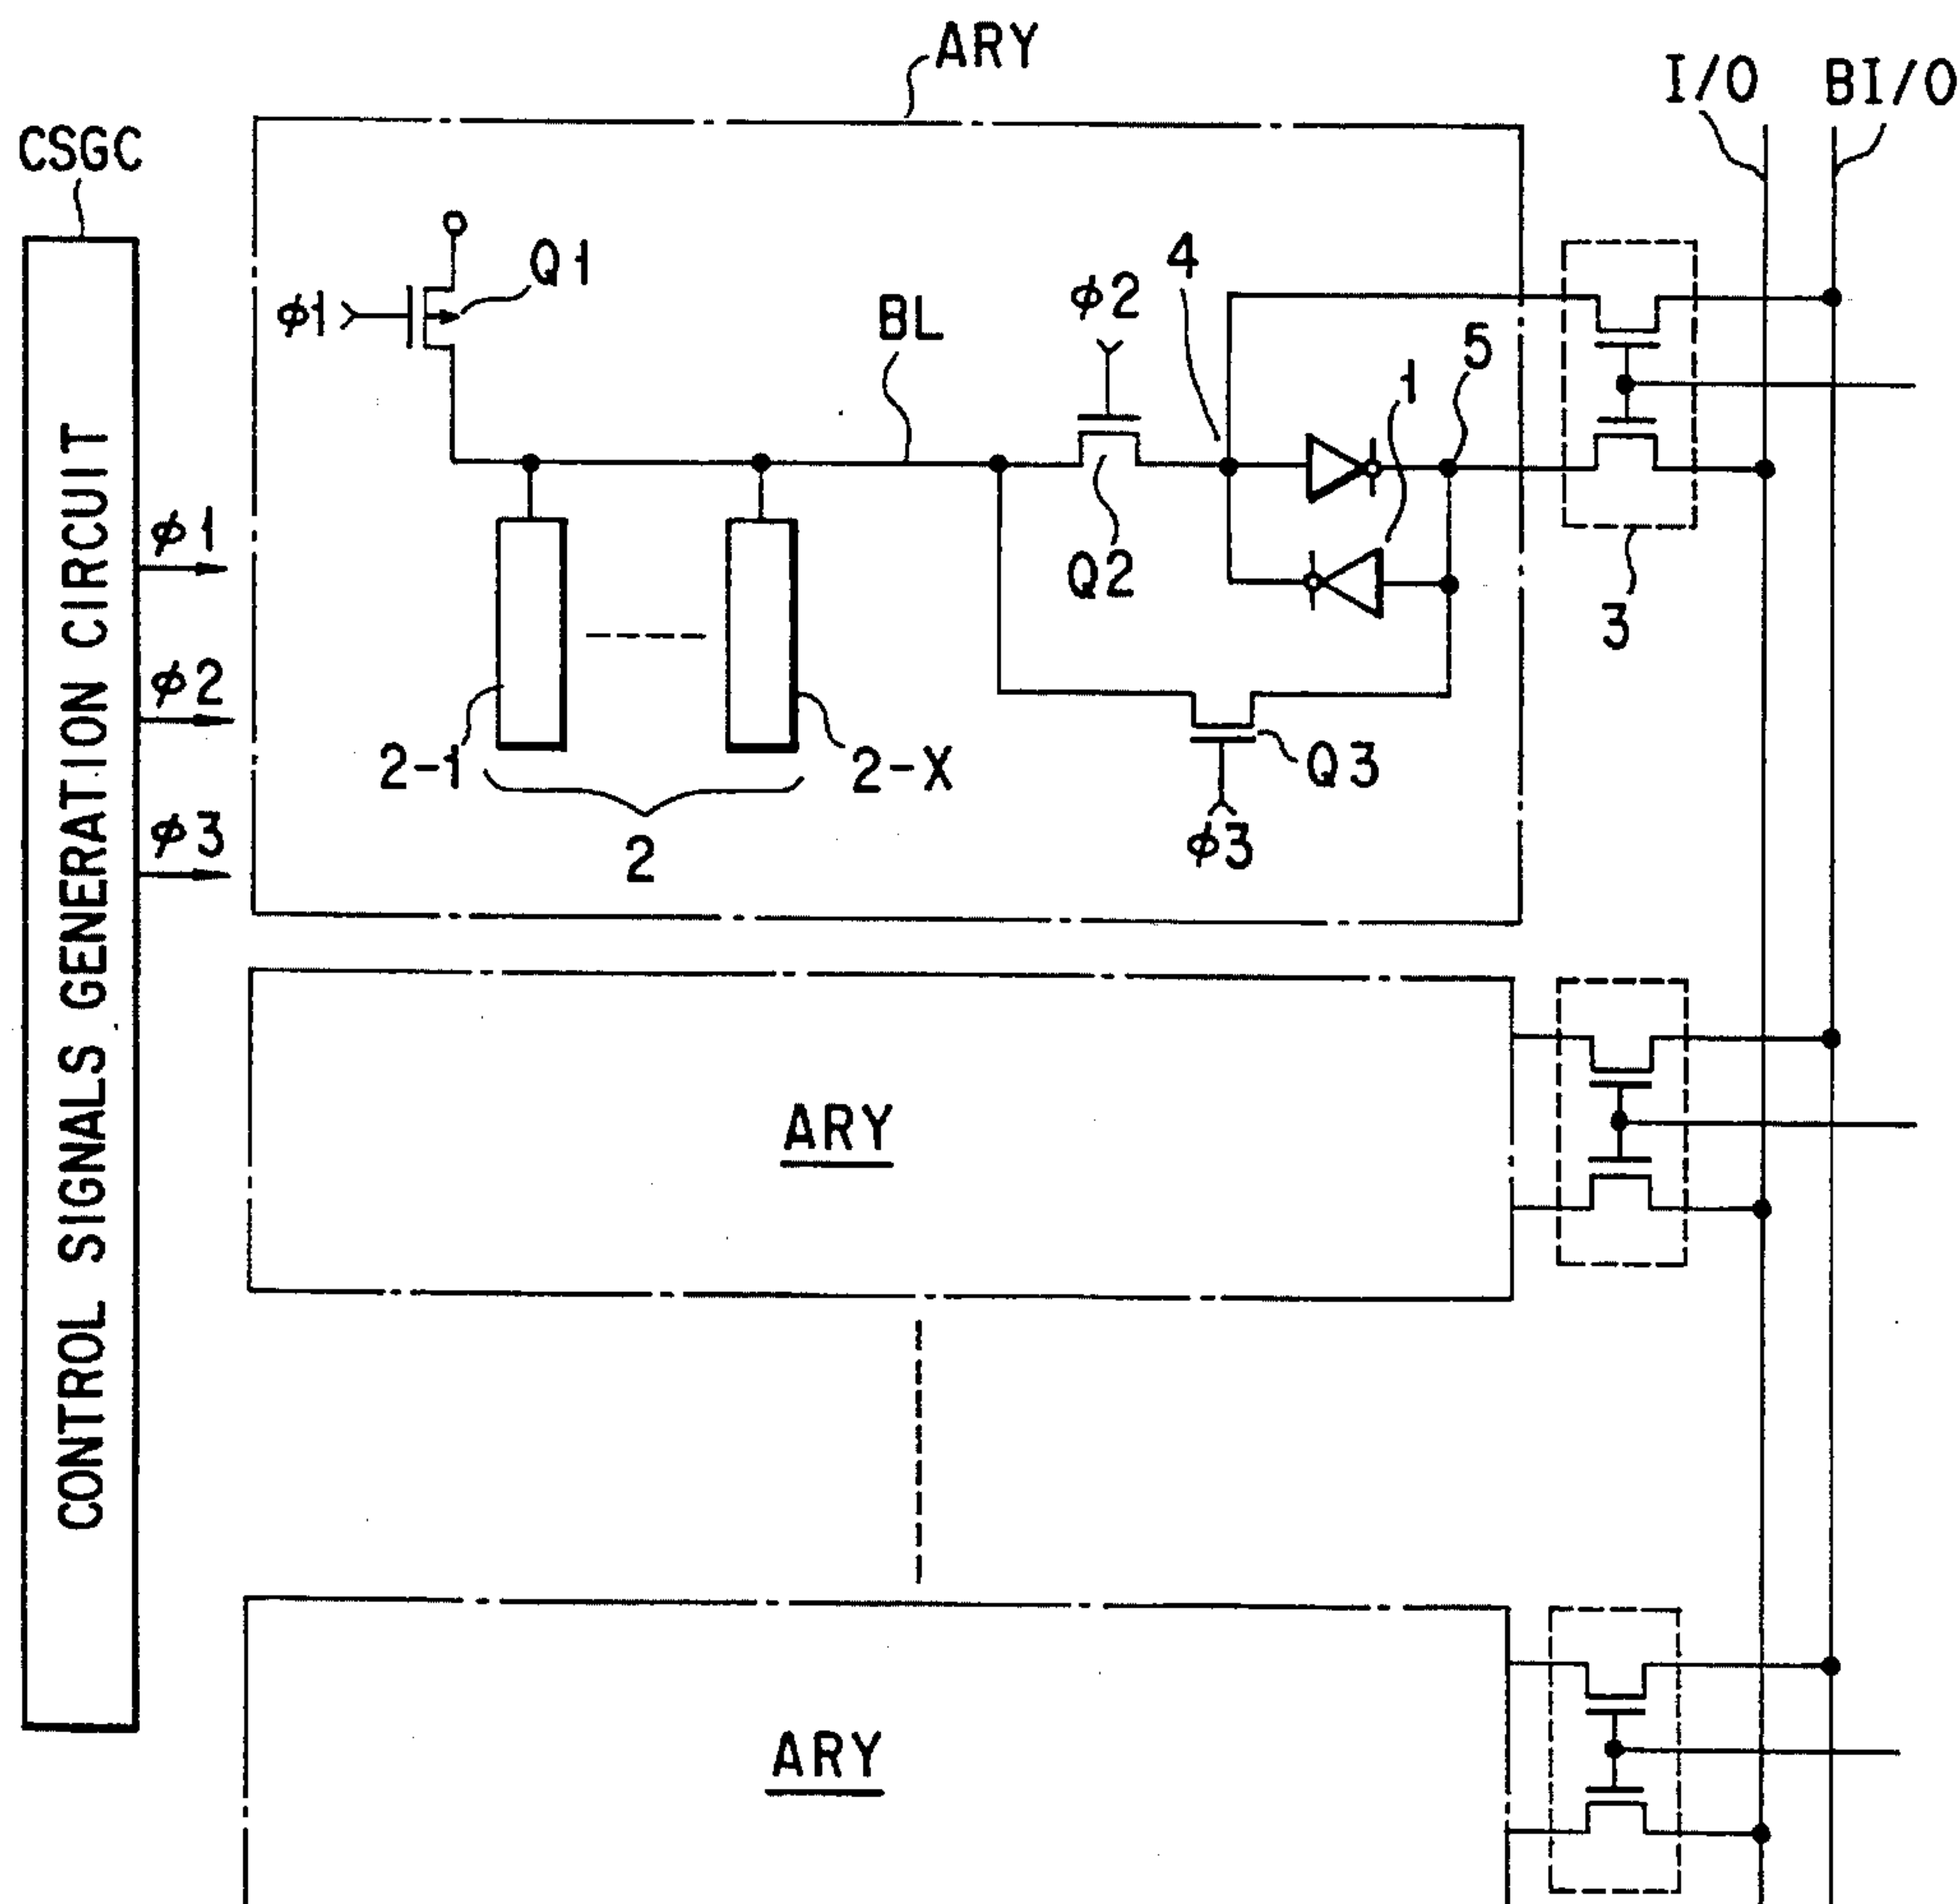 ARY
I/O
BI/O
CSGC
CONTROL SIGNALS GENERATION CIRCUIT
Q1
φ1
BL
φ2
4
5
1
Q2
3
φ1
φ2
φ3
2-1
2-X
2
Q3
φ3
ARY
ARY